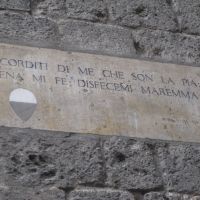 CORDITI DI ME CHE SON LA PIA
ENA MI FE, DISFECEMI MAREMMA